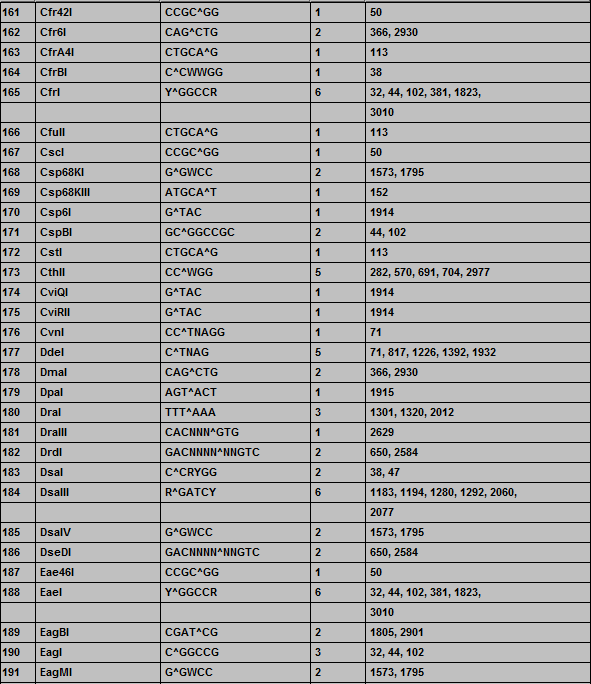 161 Cfr42I CCGC^GG 1 50
162 Cfr6I CAG^CTG 2 366, 2930
163 CfrA4I CTGCA^G 1 113
164 CfrBI C^CWWGG 1 38
165 CfrI Y^GGCCR 6 32, 44, 102, 381, 1823,
3010
166 CfuII CTGCA^G 1 113
167 CscI CCGC^GG 1 50
168 Csp68KI G^GWCC 2 1573, 1795
169 Csp68KIII ATGCA^T 1 152
170 Csp6I G^TAC 1 1914
171 CspBI GC^GGCCGC 2 44, 102
172 CstI CTGCA^G 1 113
173 CthII CC^WGG 5 282, 570, 691, 704, 2977
174 CviQI G^TAC 1 1914
175 CviRII G^TAC 1 1914
176 CvnI CC^TNAGG 1 71
177 DdeI C^TNAG 5 71, 817, 1226, 1392, 1932
178 DmaI CAG^CTG 2 366, 2930
179 DpaI AGT^ACT 1 1915
180 DraI TTT^AAA 3 1301, 1320, 2012
181 DraIII CACNNN^GTG 1 2629
182 DrdI GACNNNN^NNGTC 2 650, 2584
183 DsaI C^CRYGG 2 38, 47
184 DsaIII R^GATCY 6 1183, 1194, 1280, 1292, 2060,
2077
185 DsaIV G^GWCC 2 1573, 1795
186 DseDI GACNNNN^NNGTC 2 650, 2584
187 Eae46I CCGC^GG 1 50
188 EaeI Y^GGCCR 6 32, 44, 102, 381, 1823,
3010
189 EagBI CGAT^CG 2 1805, 2901
190 EagI C^GGCCG 3 32, 44, 102
191 EagMI G^GWCC 2 1573, 1795